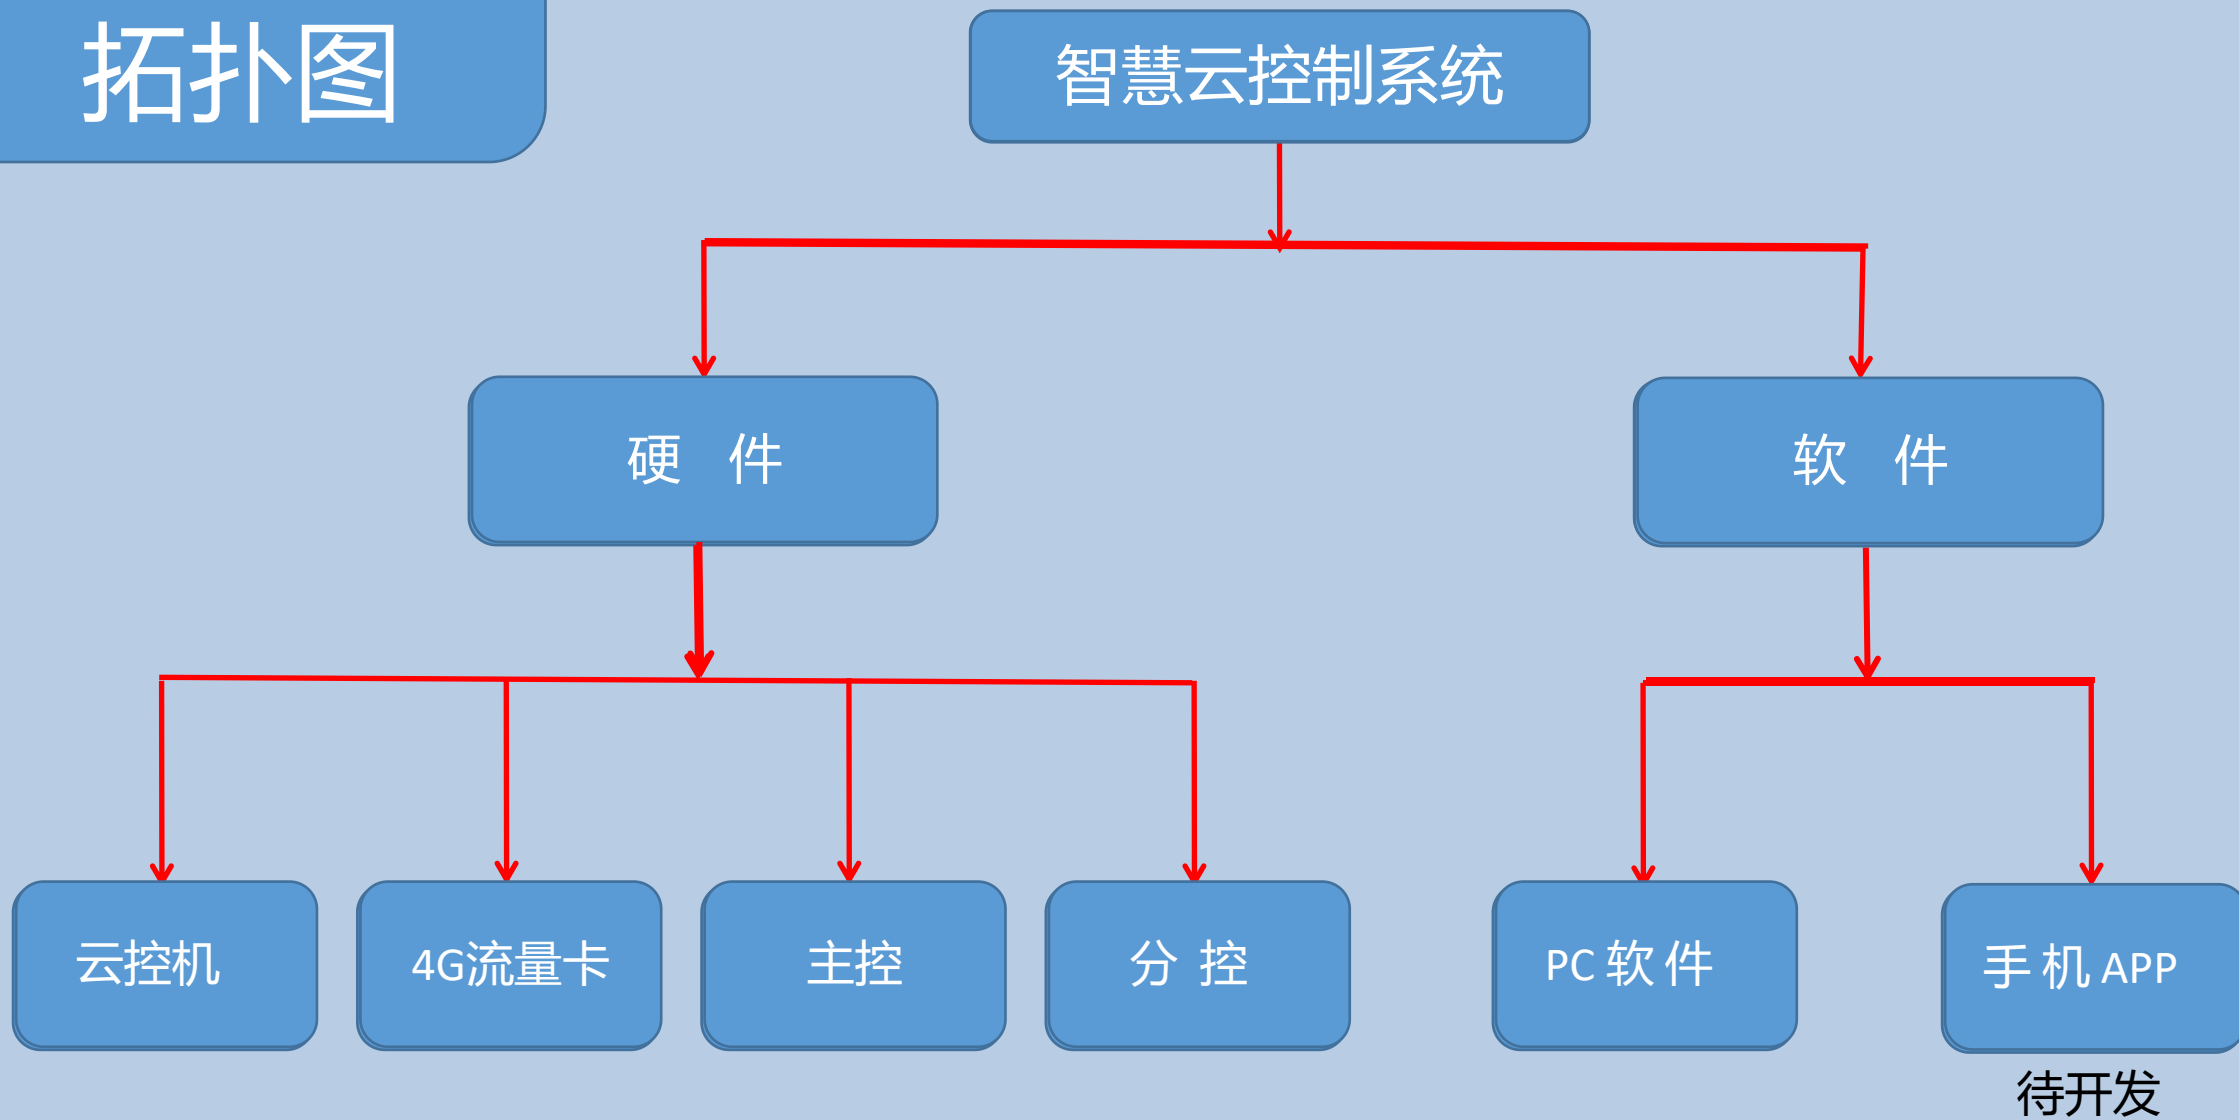 拓扑图
智慧云控制系统
硬 件
软 件
云控机
4G流量卡
主控
分 控
PC 软 件
手 机 APP
待开发